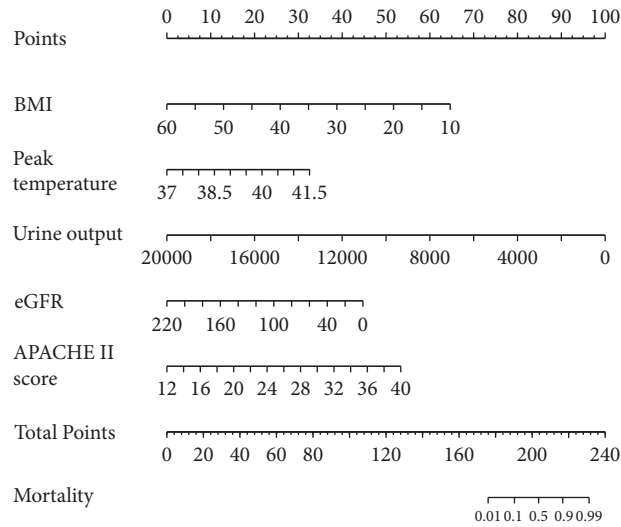 0 10 20 30 40 50 60 70 80 90 100
Points
BMI
60 50 40 30 20 10
Peak
temperature
37 38.5 40 41.5
Urine output
20000 16000 12000 8000 4000 0
eGFR
220 160 100 40 0
APACHE II
score
12 16 20 24 28 32 36 40
Total Points
0 20 40 60 80 120 160 200 240
Mortality
0.01 0.1 0.5 0.9 0.99